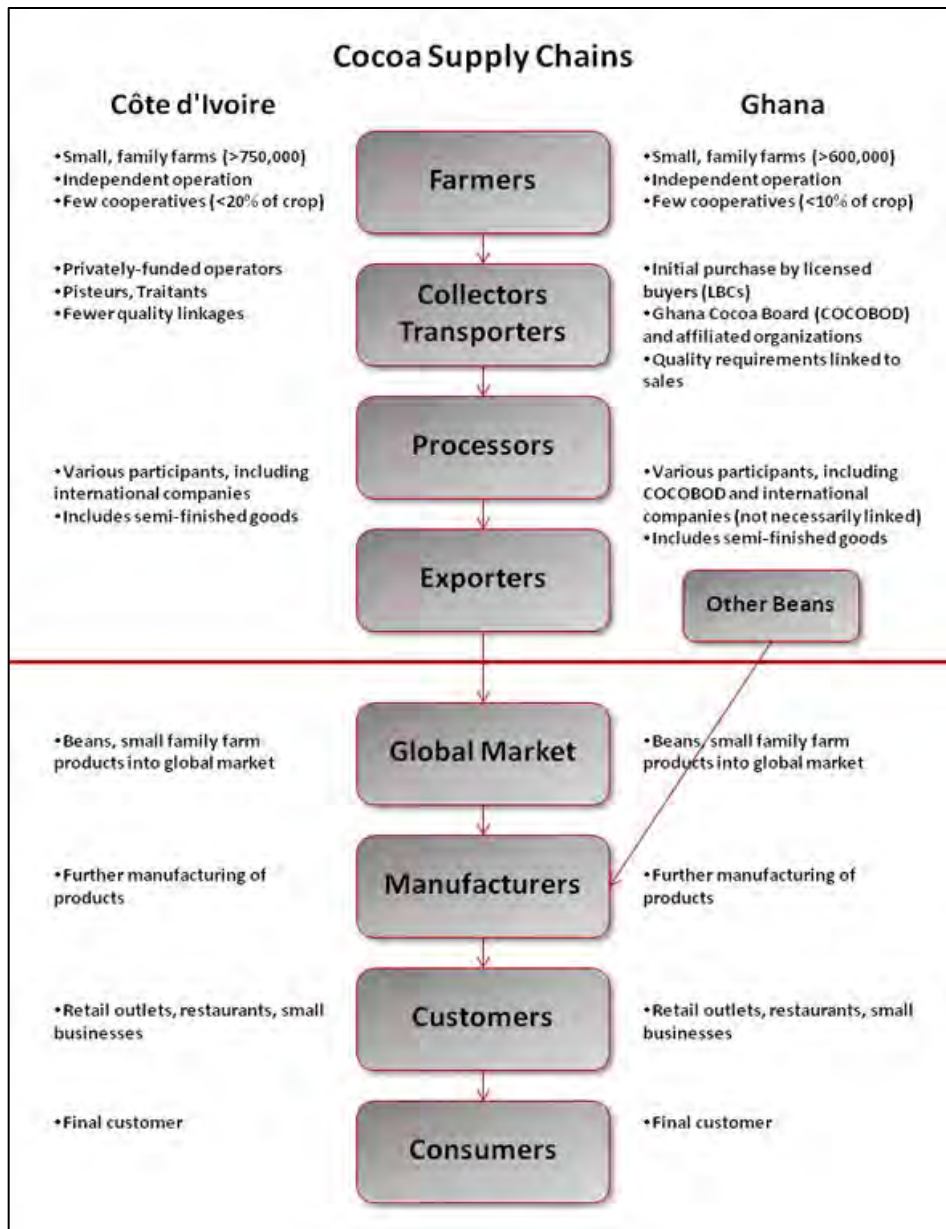 Cocoa Supply Chains
Côte d'Ivoire
Ghana
•Small, family farms (>750,000)
•Independent operation
•Few cooperatives (<20% of crop)
Farmers
•Small, family farms (>600,000)
•Independent operation
•Few cooperatives (<10% of crop)
•Privately-funded operators
•Pisteurs, Traitants
•Fewer quality linkages
Collectors
Transporters
•Initial purchase by licensed
buyers (LBCs)
•Ghana Cocoa Board (COCOBOD)
and affiliated organizations
•Quality requirements linked to
sales
Processors
•Various participants, including
international companies
•Includes semi-finished goods
•Various participants, including
COCOBOD and international
companies (not necessarily linked)
•Includes semi-finished goods
Exporters
Other Beans
•Beans, small family farm
products into global market
Global Market
•Beans, small family farm
products into global market
•Further manufacturing of
products
Manufacturers
•Further manufacturing of
products
•Retail outlets, restaurants, small
businesses
Customers
•Retail outlets, restaurants, small
businesses
•Final customer
Consumers
•Final customer